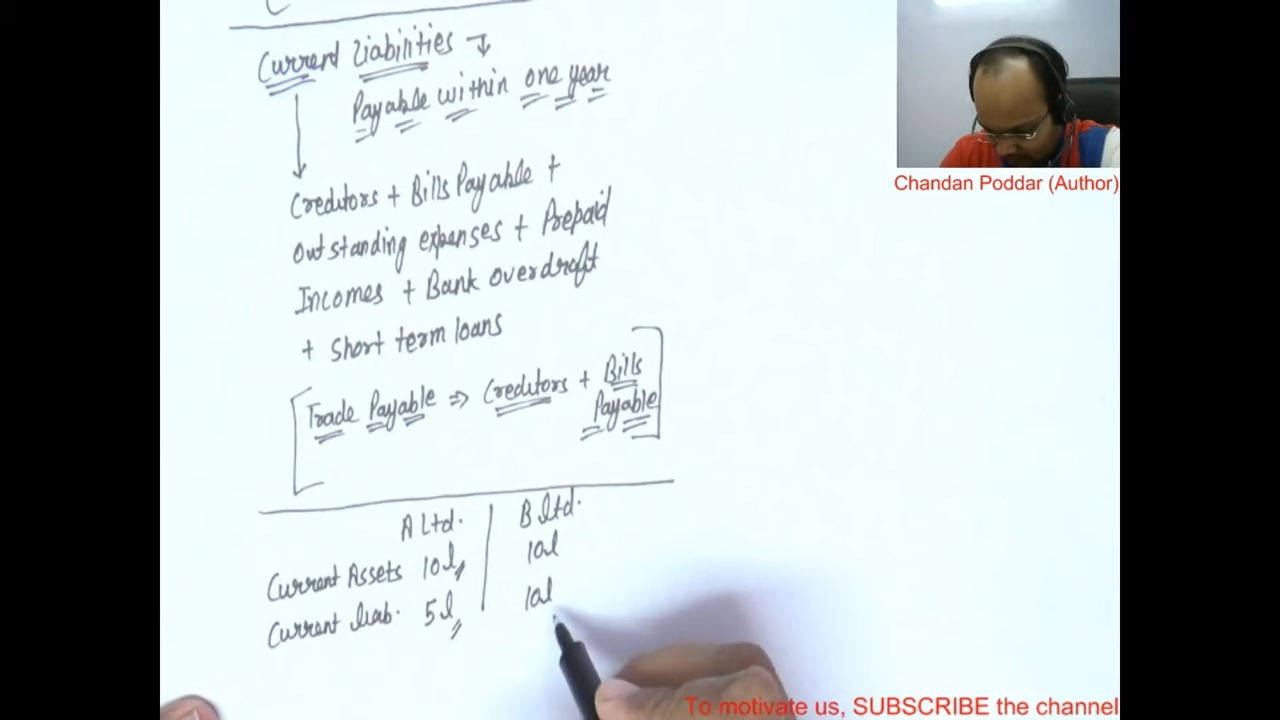 Current Liabilities →
Payable within one year
Creditors + Bills Payable +
Outstanding expenses + Prepaid
Incomes + Bank overdraft
+ Short term loans
Trade Payable ⇒ Creditors + Bills
Payable
A Ltd. B Ltd.
Current Assets 10l 10l
Current liab. 5l 10l
Chandan Poddar (Author)
To motivate us, SUBSCRIBE the channel